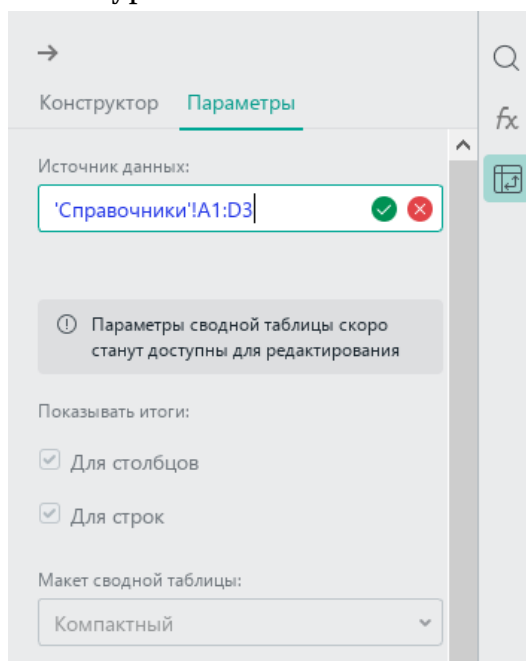 Конструктор Параметры
fx
Источник данных:
'Справочники'!A1:D3
Параметры сводной таблицы скоро
станут доступны для редактирования
Показывать итоги:
Для столбцов
Для строк
Макет сводной таблицы:
Компактный